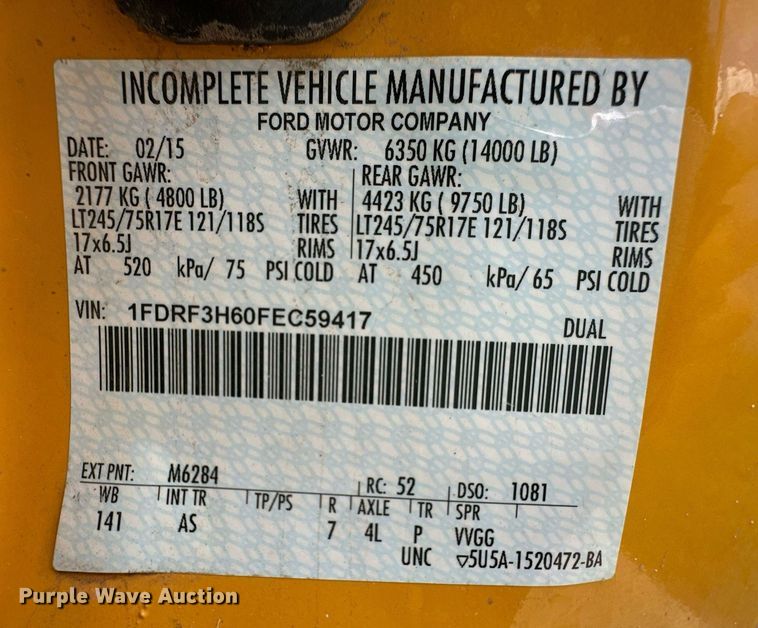 INCOMPLETE VEHICLE MANUFACTURED BY
FORD MOTOR COMPANY
DATE: 02/15 GVWR: 6350 KG (14000 LB)
FRONT GAWR: REAR GAWR:
2177 KG ( 4800 LB) WITH 4423 KG ( 9750 LB) WITH
LT245/75R17E 121/118S TIRES LT245/75R17E 121/118S TIRES
17x6.5J RIMS 17x6.5J RIMS
AT 520 kPa/ 75 PSI COLD AT 450 kPa/ 65 PSI COLD
VIN: 1FDRF3H60FEC59417 DUAL
EXT PNT: M6284 RC: 52 DSO: 1081
WB INT TR TP/PS R AXLE TR SPR
141 AS 7 4L P VVGG
UNC ▽5U5A-1520472-BA
Purple Wave Auction